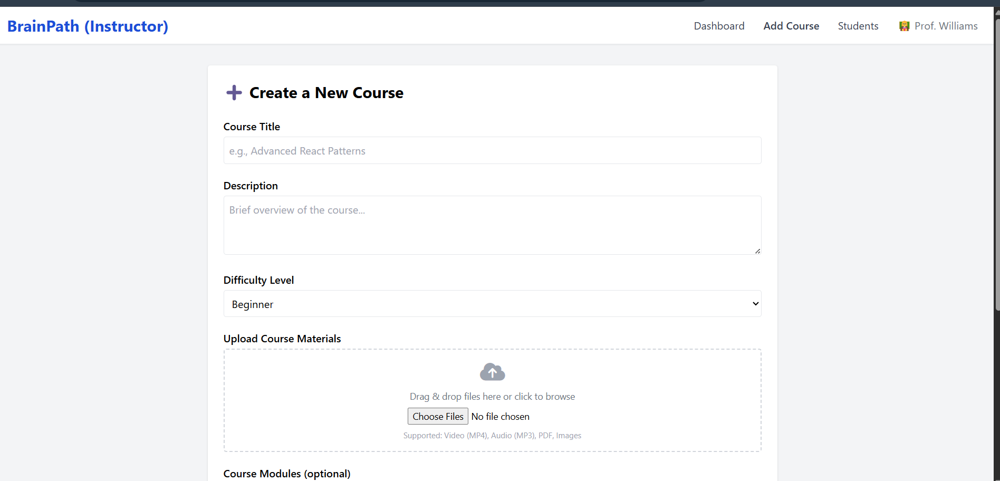 BrainPath (Instructor)
Dashboard Add Course Students Prof. Williams
Create a New Course
Course Title
e.g., Advanced React Patterns
Description
Brief overview of the course...
Difficulty Level
Beginner
Upload Course Materials
Drag & drop files here or click to browse
Choose Files No file chosen
Supported: Video (MP4), Audio (MP3), PDF, Images
Course Modules (optional)